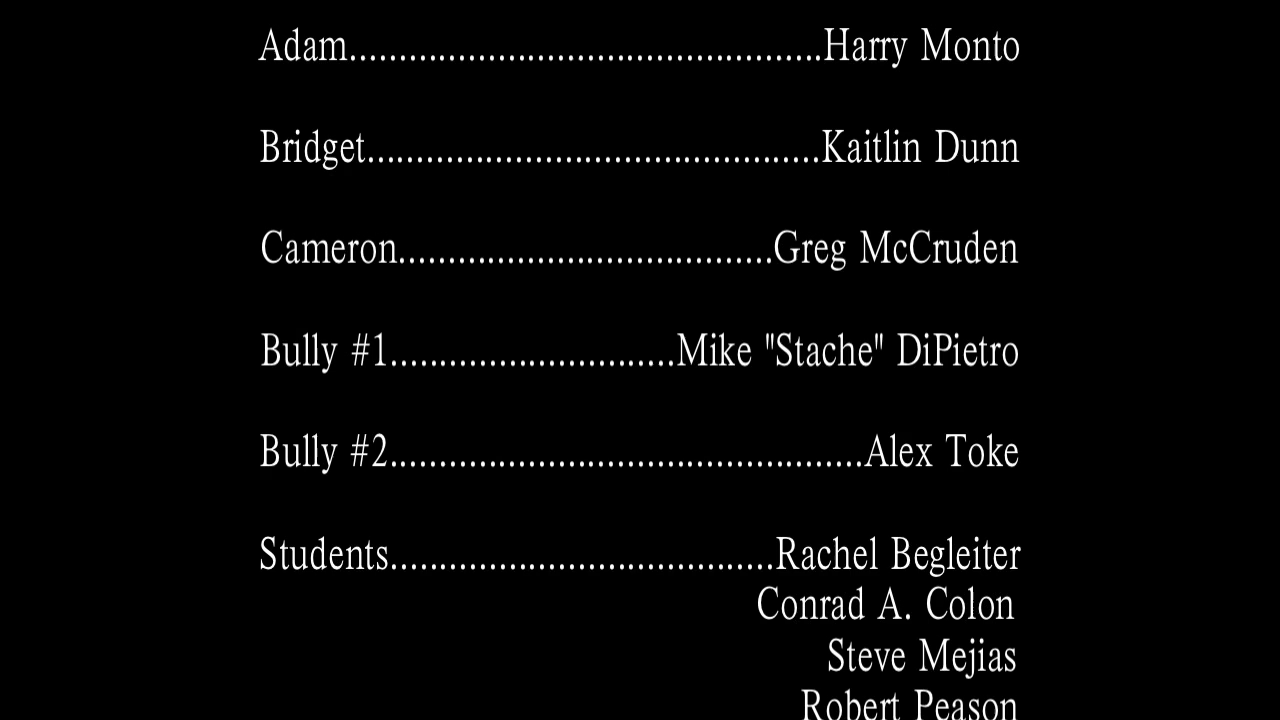 Adam................................................Harry Monto
Bridget..............................................Kaitlin Dunn
Cameron......................................Greg McCruden
Bully #1.............................Mike "Stache" DiPietro
Bully #2................................................Alex Toke
Students.......................................Rachel Begleiter
Conrad A. Colon
Steve Mejias
Robert Peason